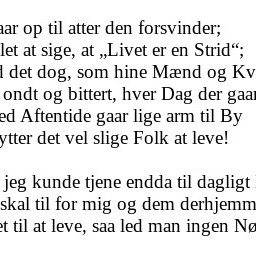 aar op til atter den forsvinder;
let at sige, at „Livet er en Strid“;
det dog, som hine Mænd og Kv
ondt og bittert, hver Dag der gaar
ed Aftentide gaar lige arm til By
ytter det vel slige Folk at leve!
jeg kunde tjene endda til dagligt
skal til for mig og dem derhjemm
et til at leve, saa led man ingen Nø